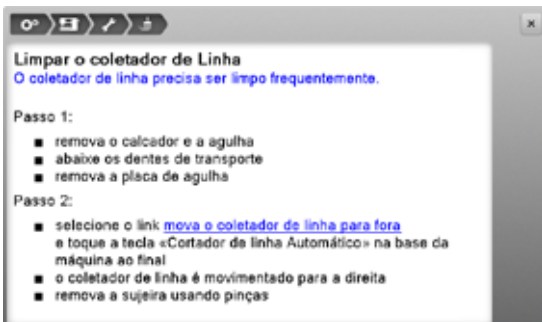 Limpar o coletador de Linha
O coletador de linha precisa ser limpo frequentemente.
Passo 1:
remova o calcador e a agulha
abaixe os dentes de transporte
remova a placa de agulha
Passo 2:
selecione o link mova o coletador de linha para fora
e toque a tecla «Cortador de linha Automático» na base da
máquina ao final
o coletador de linha é movimentado para a direita
remova a sujeira usando pinças